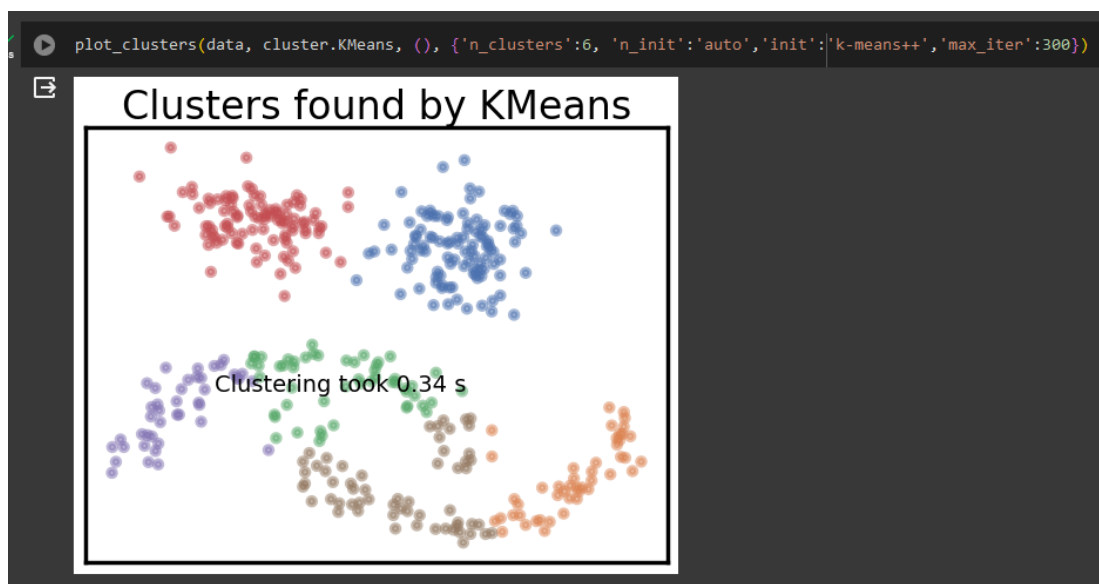 s
plot_clusters(data, cluster.KMeans, (), {'n_clusters':6, 'n_init':'auto','init':'k-means++','max_iter':300})
Clusters found by KMeans
Clustering took 0.34 s